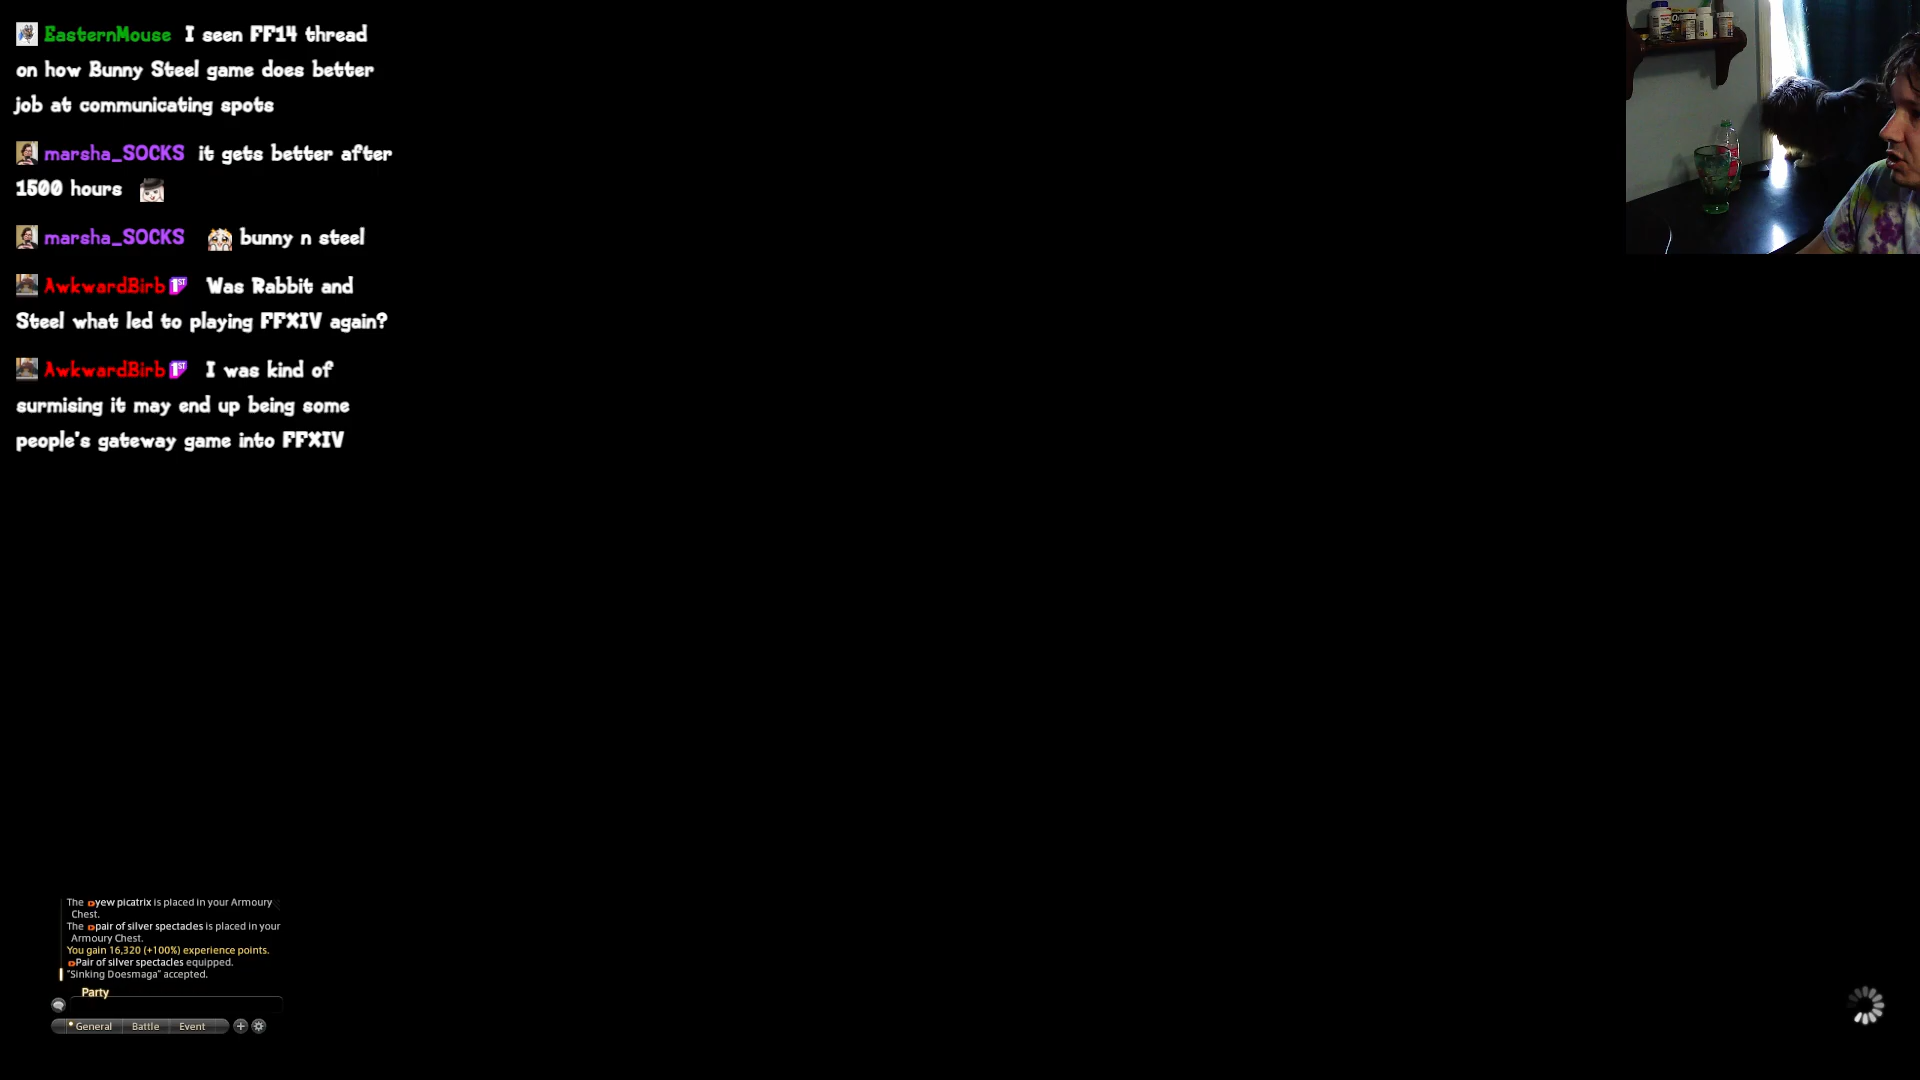 EasternMouse I seen FF14 thread
on how Bunny Steel game does better
job at communicating spots
marsha_SOCKS it gets better after
1500 hours
marsha_SOCKS bunny n steel
AwkwardBirb 1ST Was Rabbit and
Steel what led to playing FFXIV again?
AwkwardBirb 1ST I was kind of
surmising it may end up being some
people's gateway game into FFXIV
The yew picatrix is placed in your Armoury
Chest.
The pair of silver spectacles is placed in your
Armoury Chest.
You gain 16,320 (+100%) experience points.
Pair of silver spectacles equipped.
"Sinking Doesmaga" accepted.
Party
General Battle Event